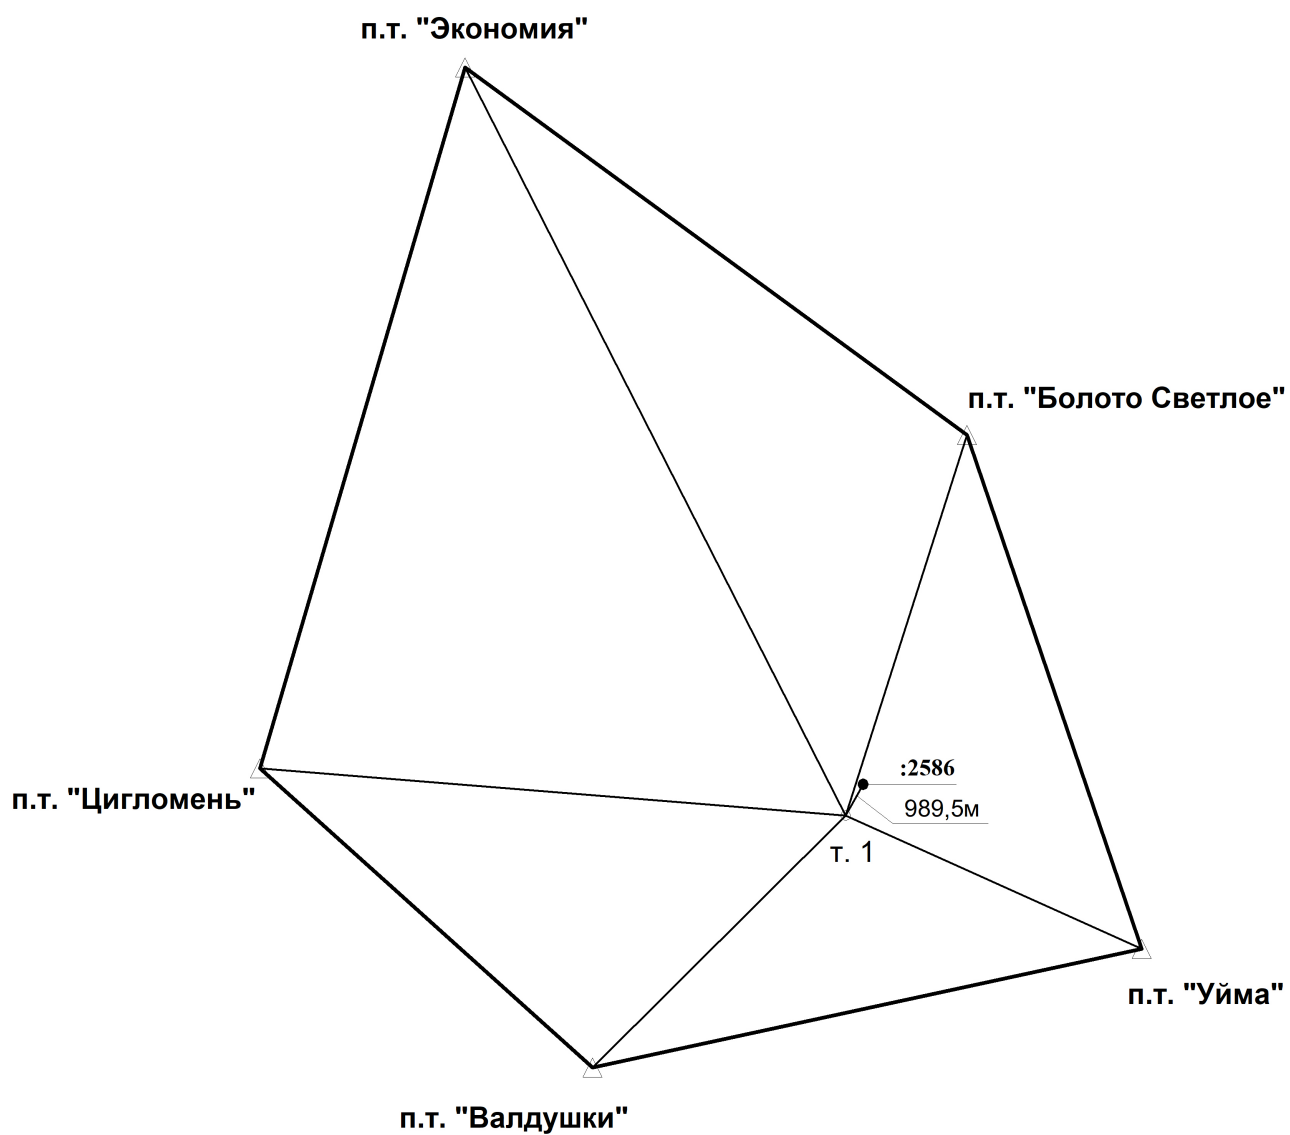 п.т. "Экономия"
п.т. "Болото Светлое"
:2586
989,5м
п.т. "Цигломень"
т. 1
п.т. "Уйма"
п.т. "Валдушки"